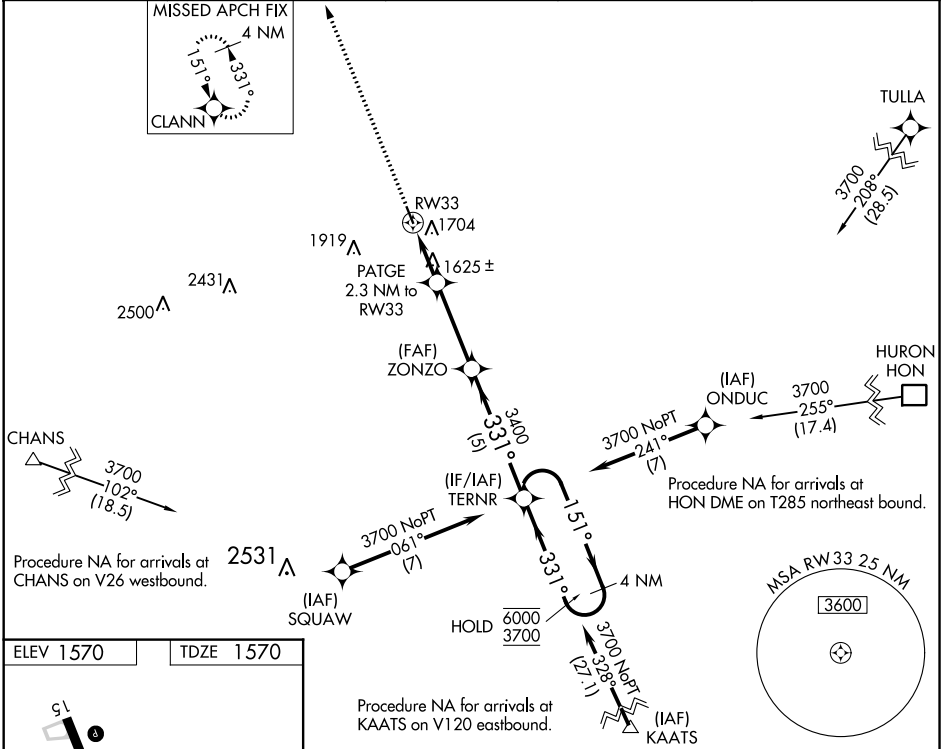 MISSED APCH FIX
4 NM
151°
331°
CLANN
TULLA
3700
208°
(28.5)
RW33
1704
1919
1625 ±
PATGE
2.3 NM to
RW33
2431
2500
(FAF)
ZONZO
HURON
HON
(IAF)
ONDUC
3700
255°
(17.4)
3400
331°
(5)
3700 NoPT
241°
(7)
CHANS
3700
102°
(18.5)
(IF/IAF)
TERNR
Procedure NA for arrivals at
HON DME on T285 northeast bound.
151°
3700 NoPT
061°
(7)
Procedure NA for arrivals at
CHANS on V26 westbound.
2531
(IAF)
SQUAW
331°
4 NM
HOLD
6000
3700
MSA RW33 25 NM
3600
3700 NoPT
328°
(27.1)
ELEV 1570
TDZE 1570
Procedure NA for arrivals at
KAATS on V120 eastbound.
(IAF)
KAATS
15
P